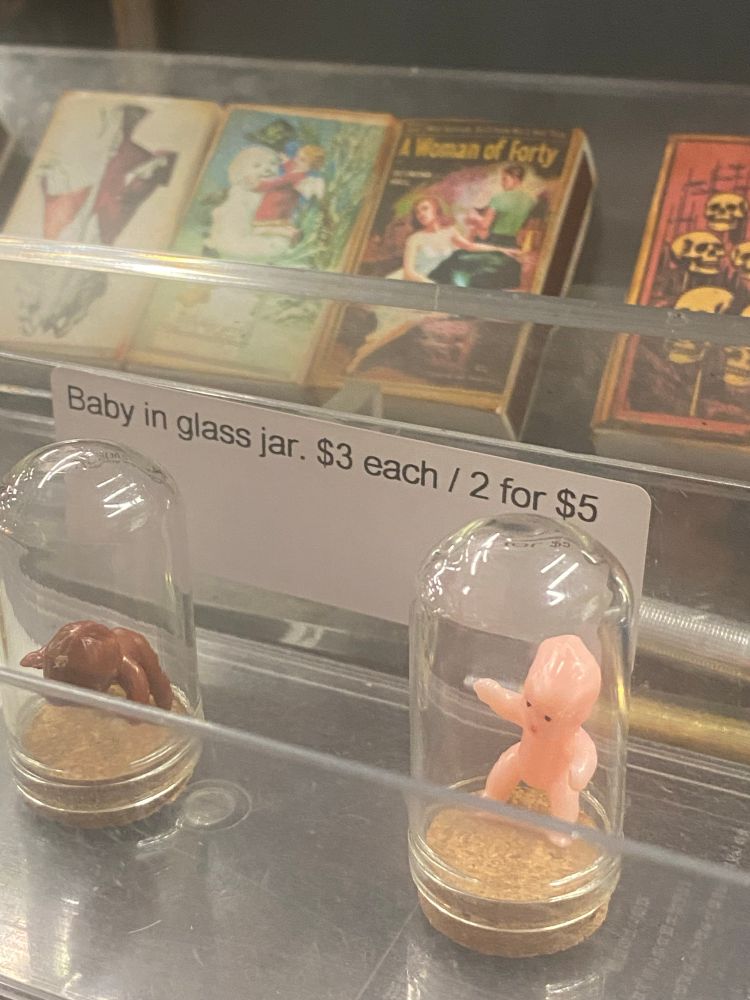 A Woman of Forty
Baby in glass jar. $3 each / 2 for $5